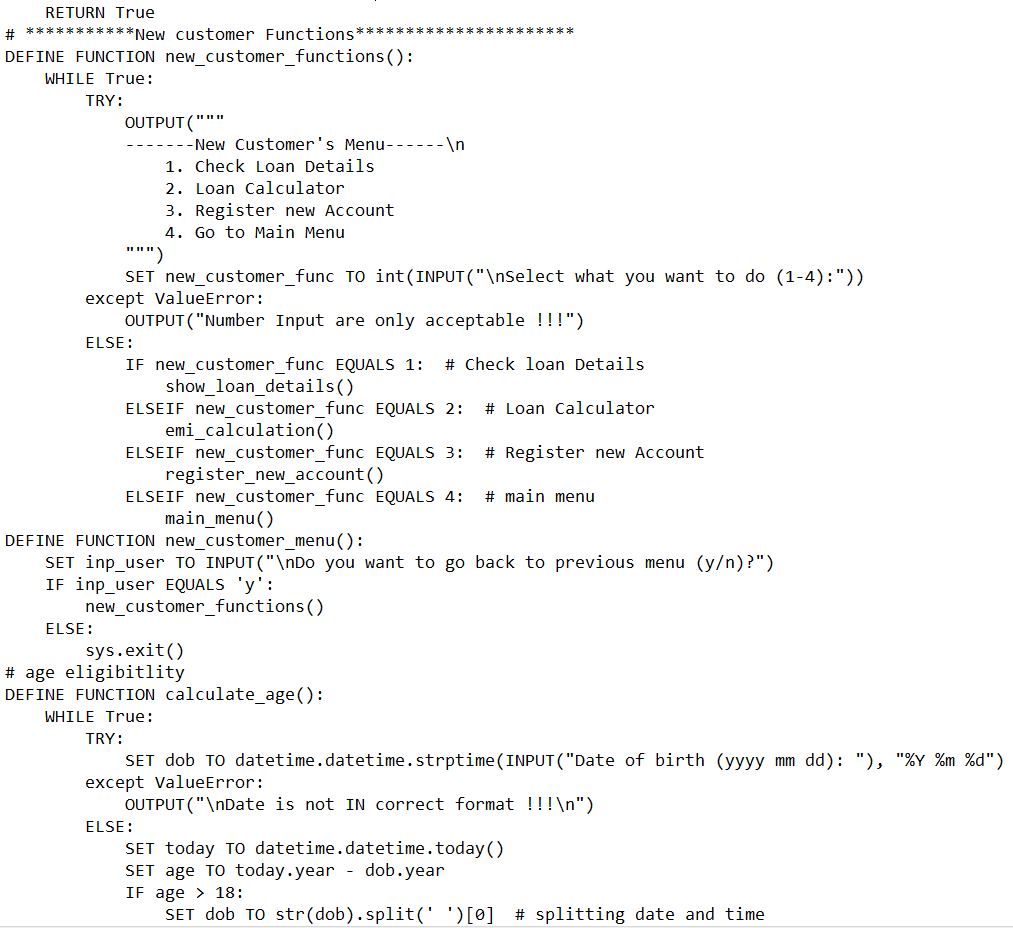 RETURN True
# ***********New customer Functions**********************
DEFINE FUNCTION new_customer_functions():
    WHILE True:
        TRY:
            OUTPUT("""
            -------New Customer's Menu------\n
                1. Check Loan Details
                2. Loan Calculator
                3. Register new Account
                4. Go to Main Menu
            """)
            SET new_customer_func TO int(INPUT("\nSelect what you want to do (1-4):"))
        except ValueError:
            OUTPUT("Number Input are only acceptable !!!")
        ELSE:
            IF new_customer_func EQUALS 1:  # Check loan Details
                show_loan_details()
            ELSEIF new_customer_func EQUALS 2:  # Loan Calculator
                emi_calculation()
            ELSEIF new_customer_func EQUALS 3:  # Register new Account
                register_new_account()
            ELSEIF new_customer_func EQUALS 4:  # main menu
                main_menu()
DEFINE FUNCTION new_customer_menu():
    SET inp_user TO INPUT("\nDo you want to go back to previous menu (y/n)?")
    IF inp_user EQUALS 'y':
        new_customer_functions()
    ELSE:
        sys.exit()
# age eligibitlity
DEFINE FUNCTION calculate_age():
    WHILE True:
        TRY:
            SET dob TO datetime.datetime.strptime(INPUT("Date of birth (yyyy mm dd): "), "%Y %m %d")
        except ValueError:
            OUTPUT("\nDate is not IN correct format !!!\n")
        ELSE:
            SET today TO datetime.datetime.today()
            SET age TO today.year - dob.year
            IF age > 18:
                SET dob TO str(dob).split(' ')[0]  # splitting date and time